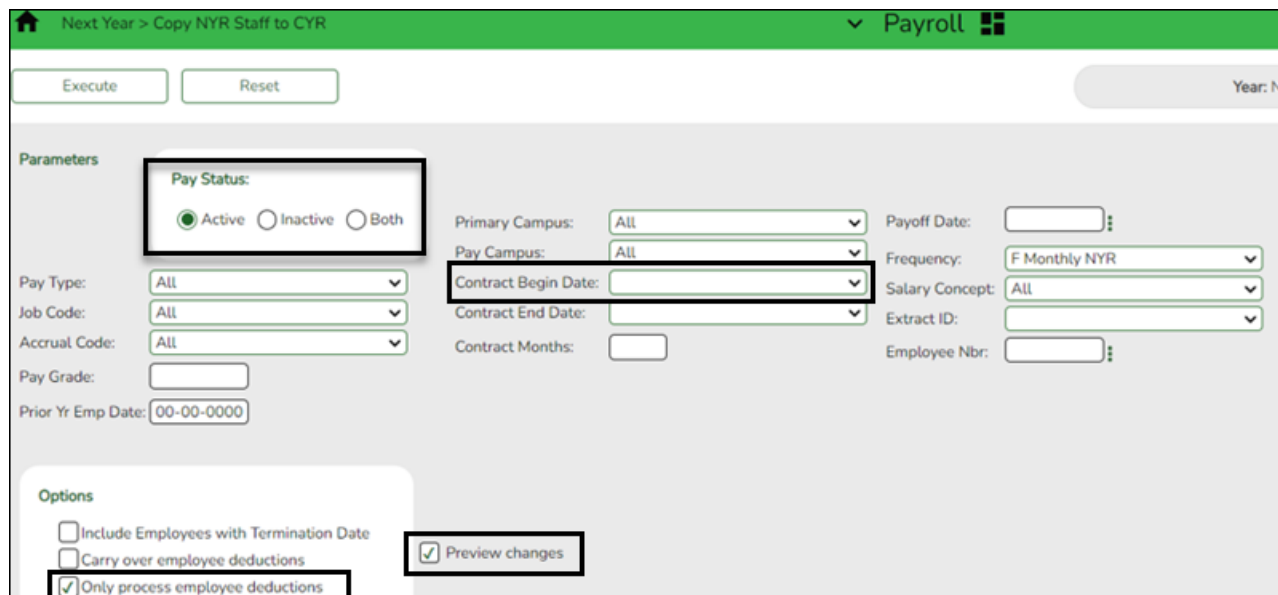 Next Year > Copy NYR Staff to CYR
Payroll
Execute
Reset
Year:
Parameters
Pay Status:
Active
Inactive
Both
Pay Type:
All
Job Code:
All
Accrual Code:
All
Pay Grade:
Prior Yr Emp Date:
00-00-0000
Primary Campus:
All
Pay Campus:
All
Contract Begin Date:
Contract End Date:
Contract Months:
Payoff Date:
Frequency:
F Monthly NYR
Salary Concept:
All
Extract ID:
Employee Nbr:
Options
Include Employees with Termination Date
Carry over employee deductions
Only process employee deductions
Preview changes